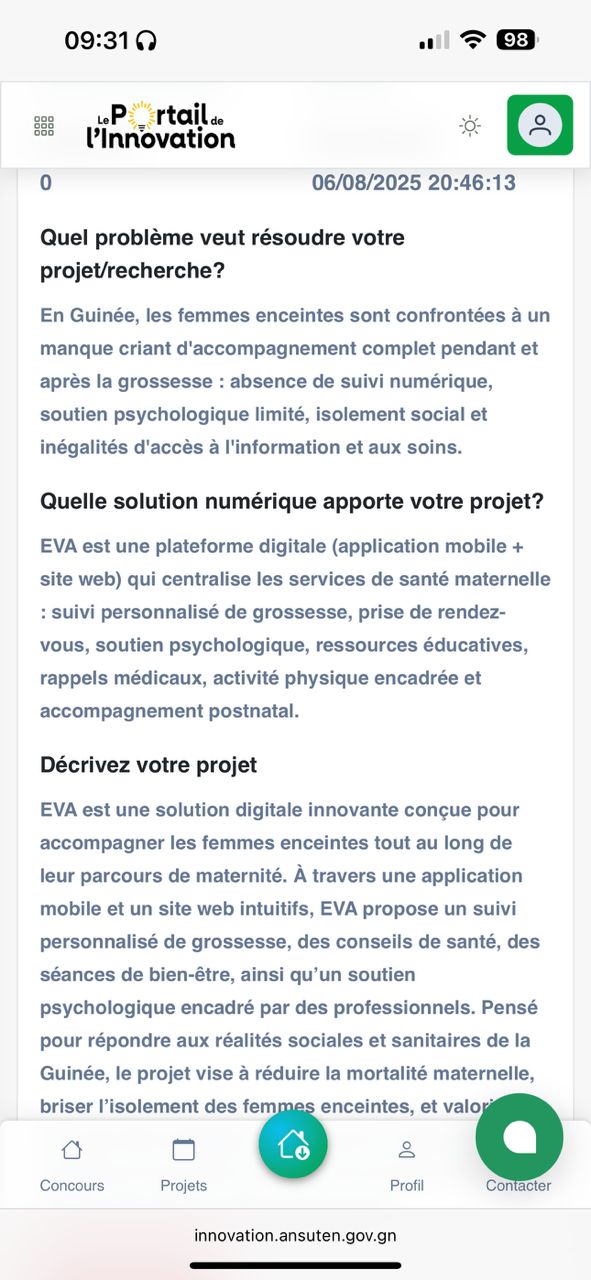 09:31
98
Le Portail de
l'Innovation
0 06/08/2025 20:46:13
Quel problème veut résoudre votre
projet/recherche?
En Guinée, les femmes enceintes sont confrontées à un
manque criant d'accompagnement complet pendant et
après la grossesse : absence de suivi numérique,
soutien psychologique limité, isolement social et
inégalités d'accès à l'information et aux soins.
Quelle solution numérique apporte votre projet?
EVA est une plateforme digitale (application mobile +
site web) qui centralise les services de santé maternelle
: suivi personnalisé de grossesse, prise de rendez-
vous, soutien psychologique, ressources éducatives,
rappels médicaux, activité physique encadrée et
accompagnement postnatal.
Décrivez votre projet
EVA est une solution digitale innovante conçue pour
accompagner les femmes enceintes tout au long de
leur parcours de maternité. À travers une application
mobile et un site web intuitifs, EVA propose un suivi
personnalisé de grossesse, des conseils de santé, des
séances de bien-être, ainsi qu’un soutien
psychologique encadré par des professionnels. Pensé
pour répondre aux réalités sociales et sanitaires de la
Guinée, le projet vise à réduire la mortalité maternelle,
briser l’isolement des femmes enceintes, et
Concours Projets Profil Contacter
innovation.ansuten.gov.gn